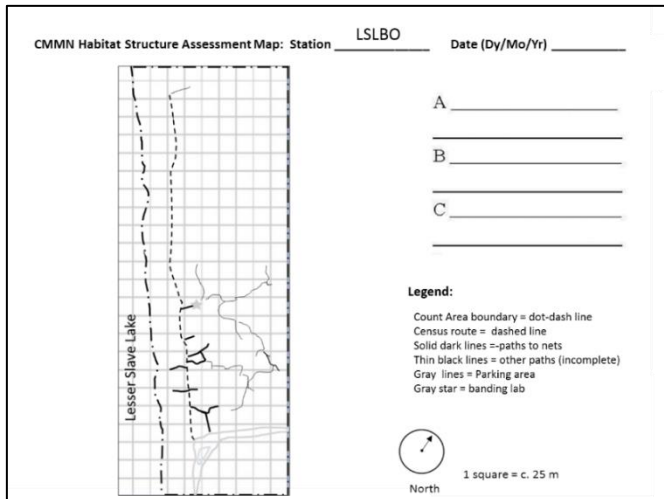 CMMN Habitat Structure Assessment Map: Station LSLBO Date (Dy/Mo/Yr)
A
B
C
Lesser Slave Lake
Legend:
Count Area boundary = dot-dash line
Census route = dashed line
Solid dark lines =-paths to nets
Thin black lines = other paths (incomplete)
Gray lines = Parking area
Gray star = banding lab
North
1 square = c. 25 m